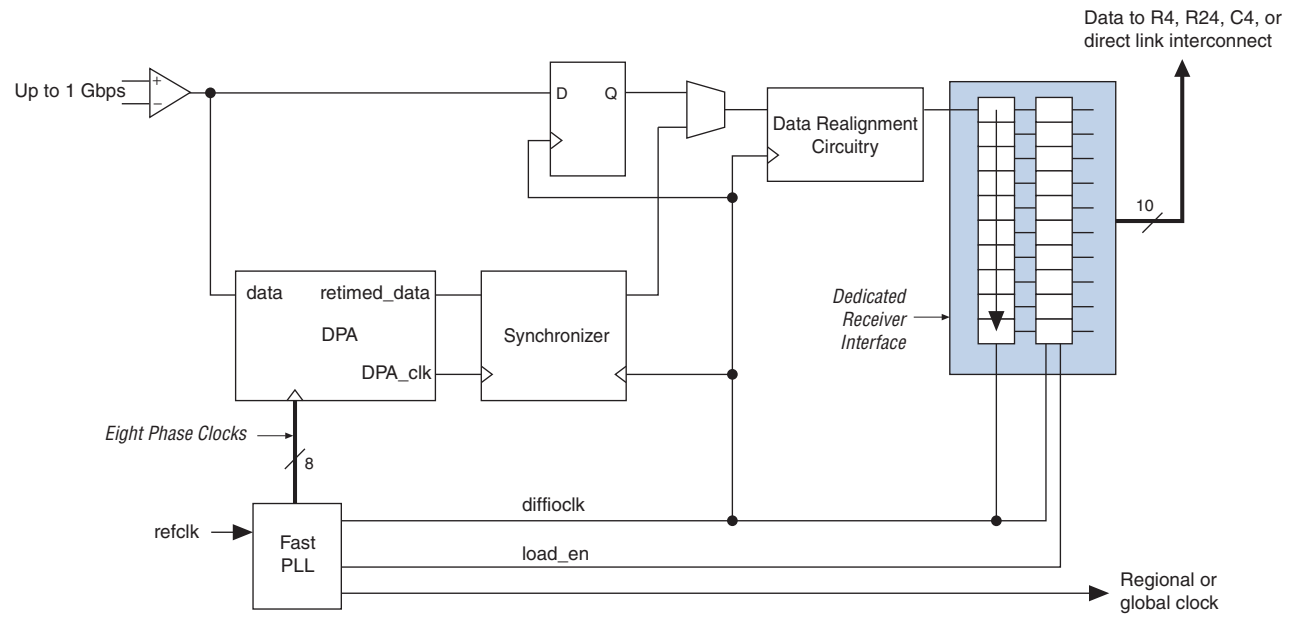 Data to R4, R24, C4, or
direct link interconnect
Up to 1 Gbps
+
−
D Q
Data Realignment
Circuitry
10
data retimed_data
DPA
DPA_clk
Synchronizer
Dedicated
Receiver
Interface
Eight Phase Clocks
8
diffioclk
refclk
Fast
PLL
load_en
Regional or
global clock